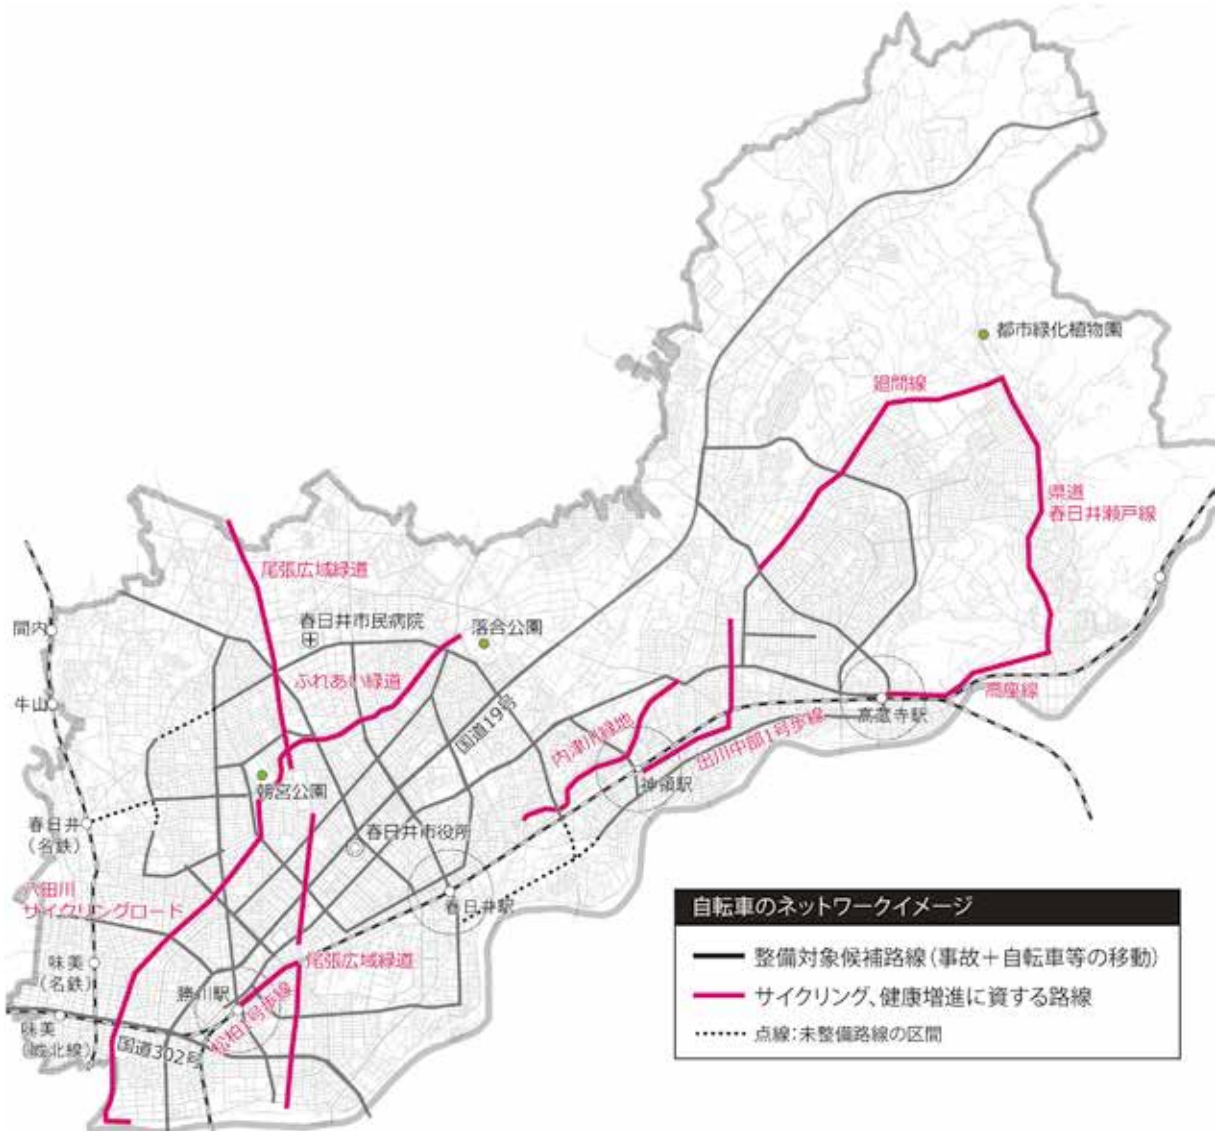 都市緑化植物園
廻間線
県道
春日井瀬戸線
尾張広域緑道
春日井市民病院
落合公園
間内
ふれあい緑道
牛山
国道19号
高座線
高蔵寺駅
内津川緑地
出川中部1号歩線
神領駅
朝宮公園
春日井
(名鉄)
春日井市役所
八田川
サイクリングロード
春日井駅
味美
(名鉄)
尾張広域緑道
勝川駅
松柏1号歩線
味美
(城北線)
国道302号
自転車のネットワークイメージ
整備対象候補路線(事故+自転車等の移動)
サイクリング、健康増進に資する路線
点線:未整備路線の区間